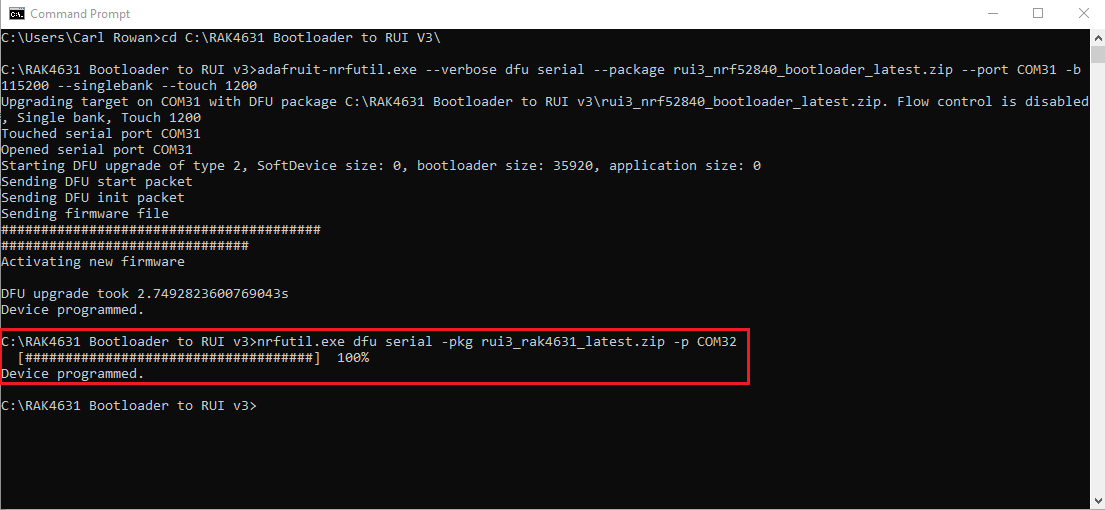 Command Prompt
C:\Users\Carl Rowan>cd C:\RAK4631 Bootloader to RUI V3\
C:\RAK4631 Bootloader to RUI v3>adafruit-nrfutil.exe --verbose dfu serial --package rui3_nrf52840_bootloader_latest.zip --port COM31 -b
115200 --singlebank --touch 1200
Upgrading target on COM31 with DFU package C:\RAK4631 Bootloader to RUI v3\rui3_nrf52840_bootloader_latest.zip. Flow control is disabled
, Single bank, Touch 1200
Touched serial port COM31
Opened serial port COM31
Starting DFU upgrade of type 2, SoftDevice size: 0, bootloader size: 35920, application size: 0
Sending DFU start packet
Sending DFU init packet
Sending firmware file
########################################
###############################
Activating new firmware
DFU upgrade took 2.7492823600769043s
Device programmed.
C:\RAK4631 Bootloader to RUI v3>nrfutil.exe dfu serial -pkg rui3_rak4631_latest.zip -p COM32
[####################################]  100%
Device programmed.
C:\RAK4631 Bootloader to RUI v3>